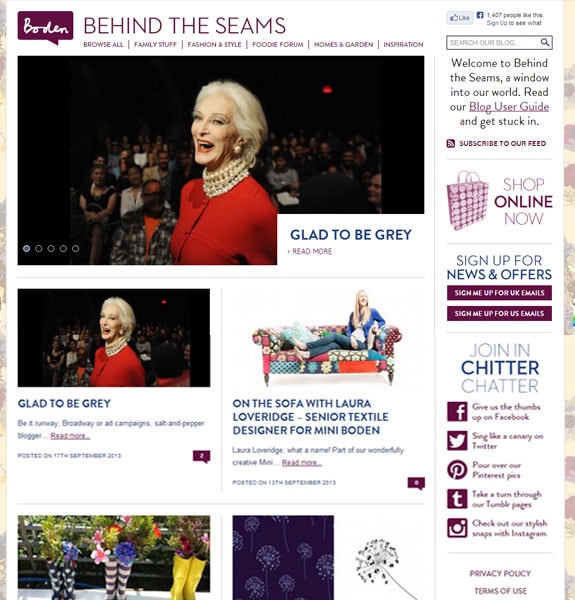 Boden
BEHIND THE SEAMS
BROWSE ALL | FAMILY STUFF | FASHION & STYLE | FOODIE FORUM | HOMES & GARDEN | INSPIRATION
Like
1,407 people like this.
Sign Up to see what
SEARCH OUR BLOG...
Welcome to Behind
the Seams, a window
into our world. Read
our Blog User Guide
and get stuck in.
SUBSCRIBE TO OUR FEED
SHOP
ONLINE
NOW
SIGN UP FOR
NEWS & OFFERS
SIGN ME UP FOR UK EMAILS
SIGN ME UP FOR US EMAILS
JOIN IN
CHITTER
CHATTER
Give us the thumbs
up on Facebook
Sing like a canary on
Twitter
Pour over our
Pinterest pics
Take a turn through
our Tumblr pages
Check out our stylish
snaps with Instagram
PRIVACY POLICY
TERMS OF USE
GLAD TO BE GREY
› READ MORE
GLAD TO BE GREY
Be it runway, Broadway or ad campaigns, salt-and-pepper
blogger... Read more...
POSTED ON 17TH SEPTEMBER 2013
2
ON THE SOFA WITH LAURA
LOVERIDGE – SENIOR TEXTILE
DESIGNER FOR MINI BODEN
Laura Loveridge, what a name! Part of our wonderfully
creative Mini... Read more...
POSTED ON 13TH SEPTEMBER 2013
0